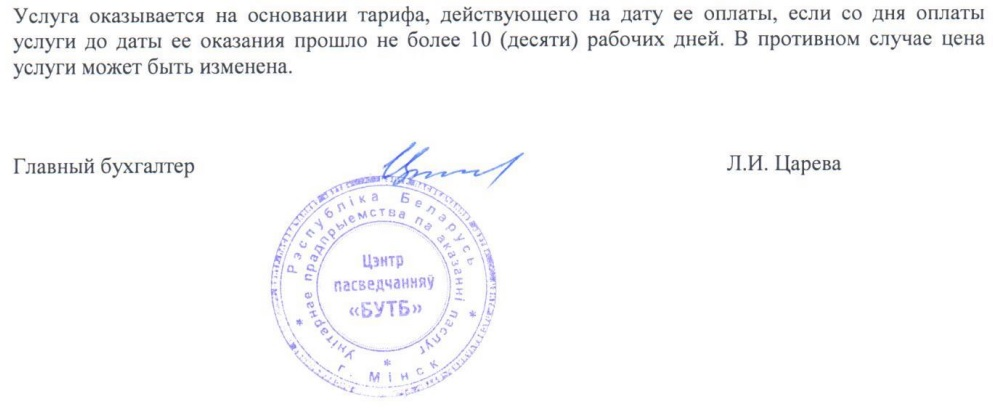 Услуга оказывается на основании тарифа, действующего на дату ее оплаты, если со дня оплаты
услуги до даты ее оказания прошло не более 10 (десяти) рабочих дней. В противном случае цена
услуги может быть изменена.
Главный бухгалтер
Л.И. Царева
Рэспубліка Беларусь
Унітарнае прадпрыемства па аказанні паслуг
Цэнтр
пасведчанняў
«БУТБ»
* г. Мінск *